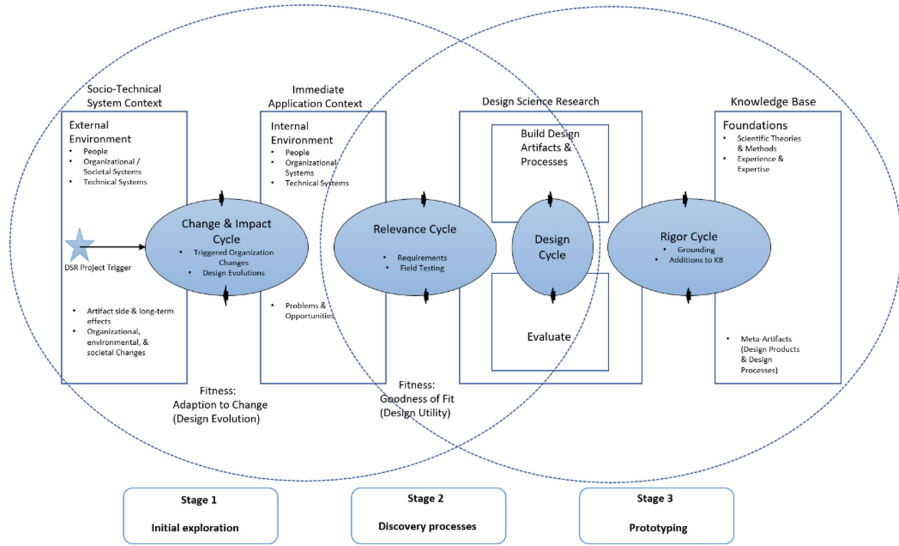 Socio-Technical
System Context
External
Environment
• People
• Organizational /
Societal Systems
• Technical Systems
DSR Project Trigger
• Artifact side & long-term
effects
• Organizational,
environmental, &
societal Changes
Change & Impact
Cycle
• Triggered Organization
Changes
• Design Evolutions
Fitness:
Adaption to Change
(Design Evolution)
Immediate
Application Context
Internal
Environment
• People
• Organizational
Systems
• Technical Systems
• Problems &
Opportunities
Relevance Cycle
• Requirements
• Field Testing
Fitness:
Goodness of Fit
(Design Utility)
Design Science Research
Build Design
Artifacts &
Processes
Design
Cycle
Evaluate
Rigor Cycle
• Grounding
• Additions to KB
Knowledge Base
Foundations
• Scientific Theories
& Methods
• Experience &
Expertise
• Meta-Artifacts
(Design Products
& Design
Processes)
Stage 1
Initial exploration
Stage 2
Discovery processes
Stage 3
Prototyping